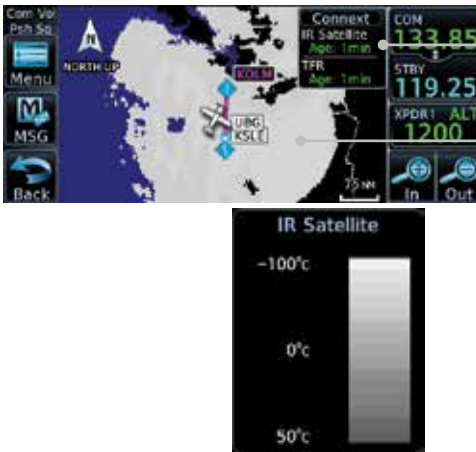 Com Vol
Psh Sq
Menu
MSG
Back
N
NORTH UP
KOLM
UBG
KSLE
75 NM
Connext
IR Satellite
Age: 1min
TFR
Age: 1min
COM
133.85
STBY
119.25
XPDR1 ALT
1200
In
Out
IR Satellite
-100°c
0°c
50°c